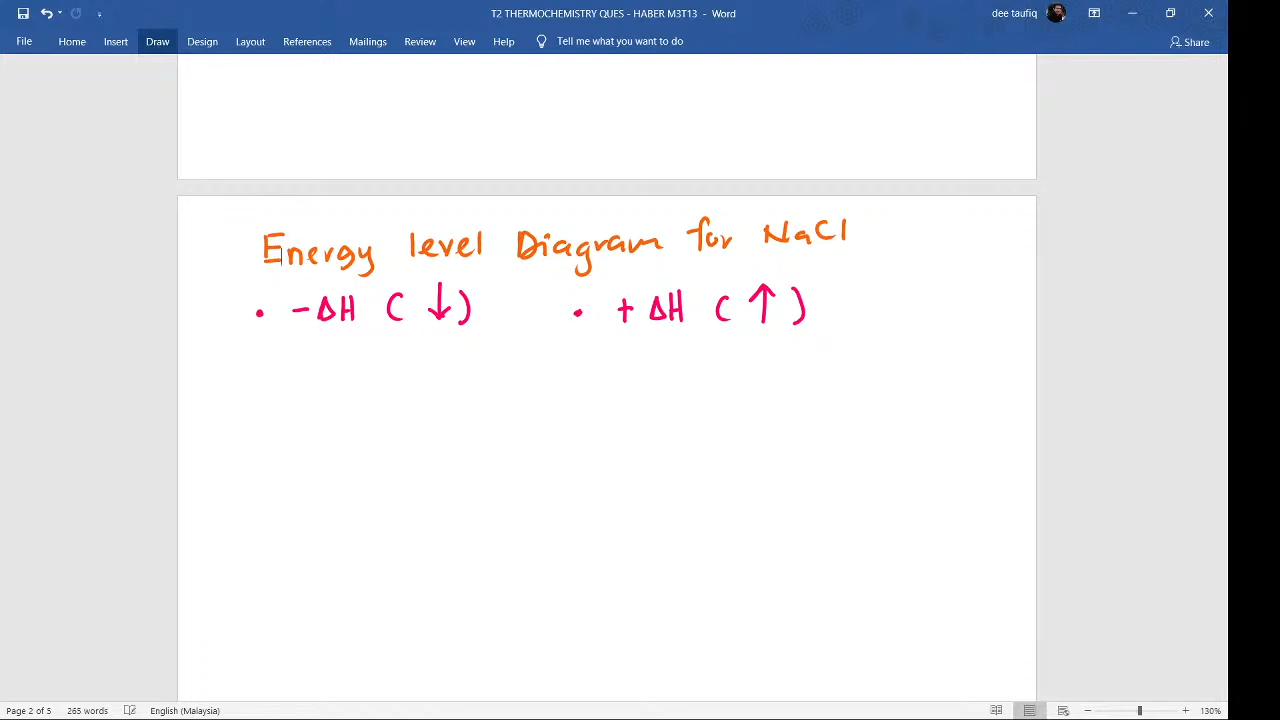 T2 THERMOCHEMISTRY QUES - HABER M3T13 - Word
dee taufiq
File Home Insert Draw Design Layout References Mailings Review View Help Tell me what you want to do Share
Energy level Diagram for NaCl
• -ΔH ( ↓ ) • + ΔH ( ↑ )
Page 2 of 5 265 words English (Malaysia) 130%